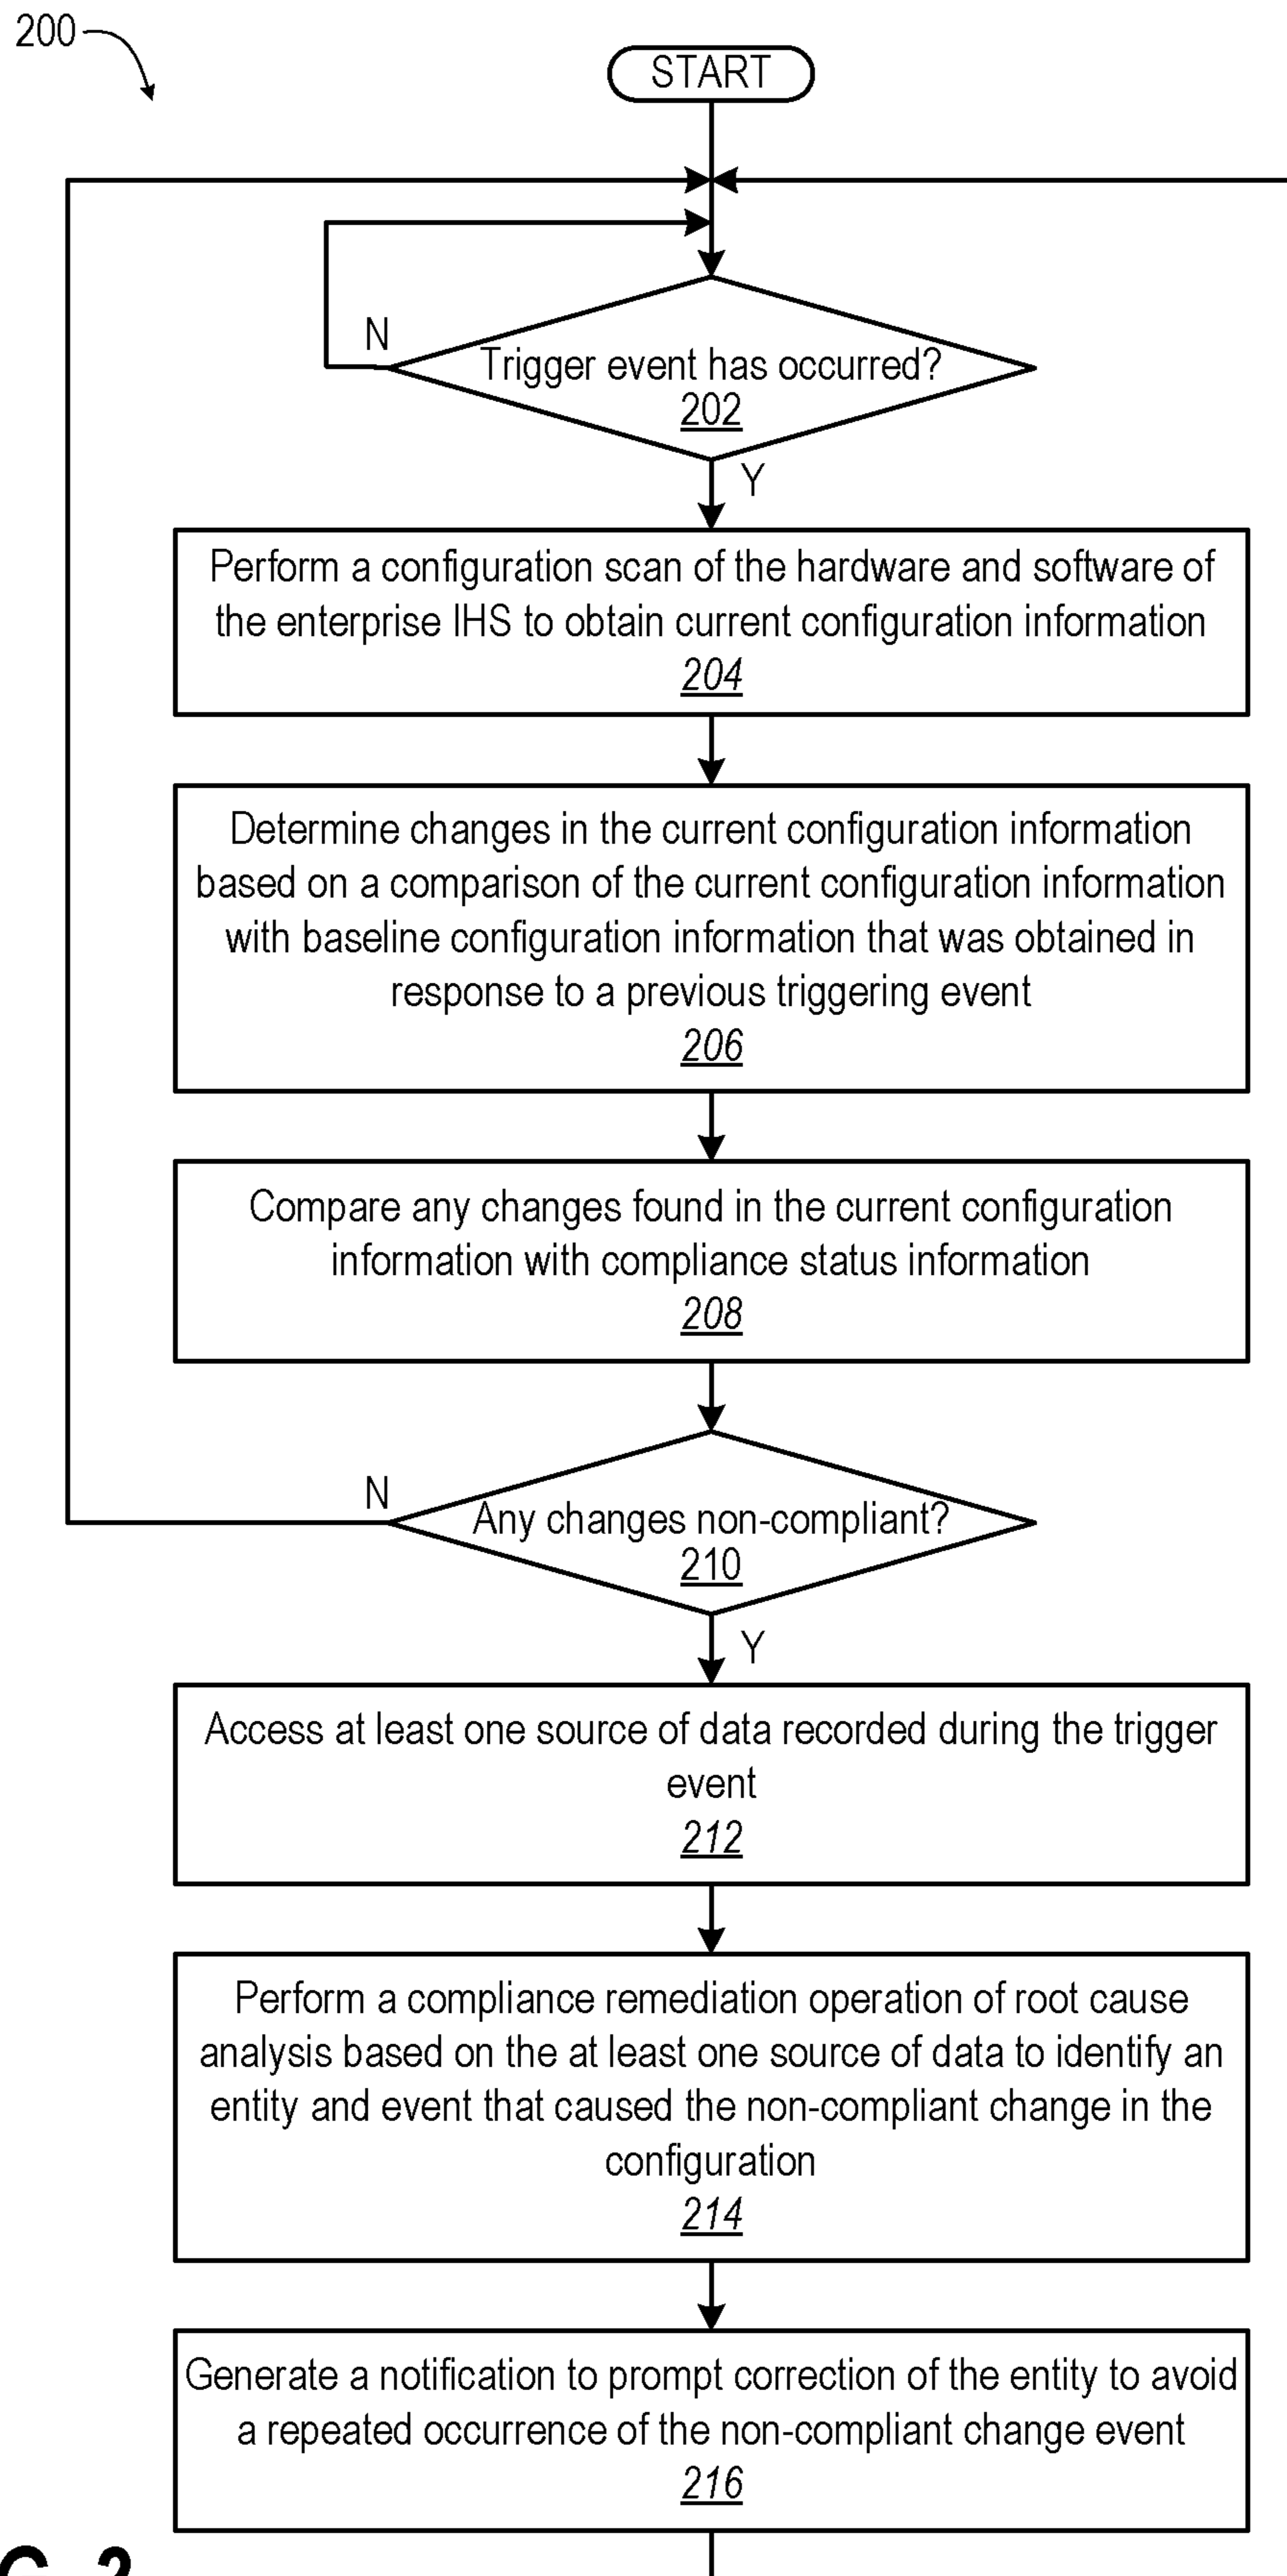 200
START
N
Trigger event has occurred?
202
Y
Perform a configuration scan of the hardware and software of
the enterprise IHS to obtain current configuration information
204
Determine changes in the current configuration information
based on a comparison of the current configuration information
with baseline configuration information that was obtained in
response to a previous triggering event
206
Compare any changes found in the current configuration
information with compliance status information
208
N
Any changes non-compliant?
210
Y
Access at least one source of data recorded during the trigger
event
212
Perform a compliance remediation operation of root cause
analysis based on the at least one source of data to identify an
entity and event that caused the non-compliant change in the
configuration
214
Generate a notification to prompt correction of the entity to avoid
a repeated occurrence of the non-compliant change event
216